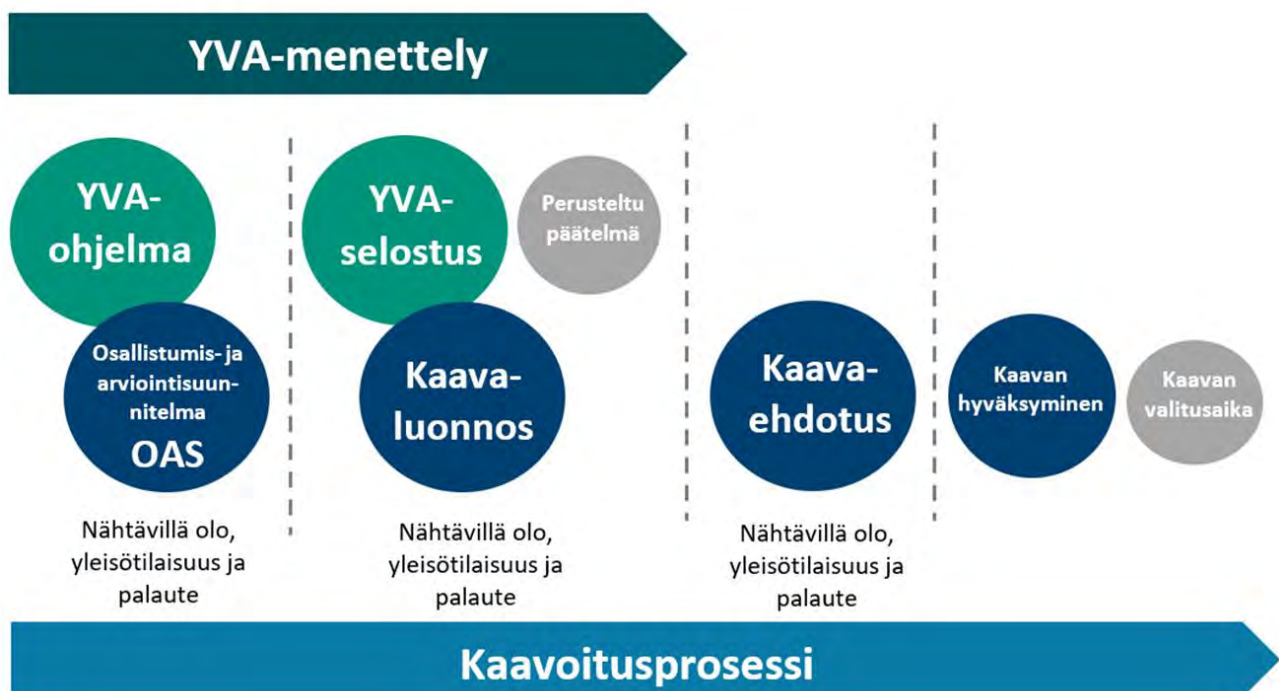 YVA-menettely
YVA-
ohjelma
Osallistumis- ja
arviointisuun-
nitelma
OAS
Nähtävillä olo,
yleisötilaisuus ja
palaute
YVA-
selostus
Perusteltu
päätelmä
Kaava-
luonnos
Nähtävillä olo,
yleisötilaisuus ja
palaute
Kaava-
ehdotus
Nähtävillä olo,
yleisötilaisuus ja
palaute
Kaavan
hyväksyminen
Kaavan
valitusaika
Kaavoitusprosessi